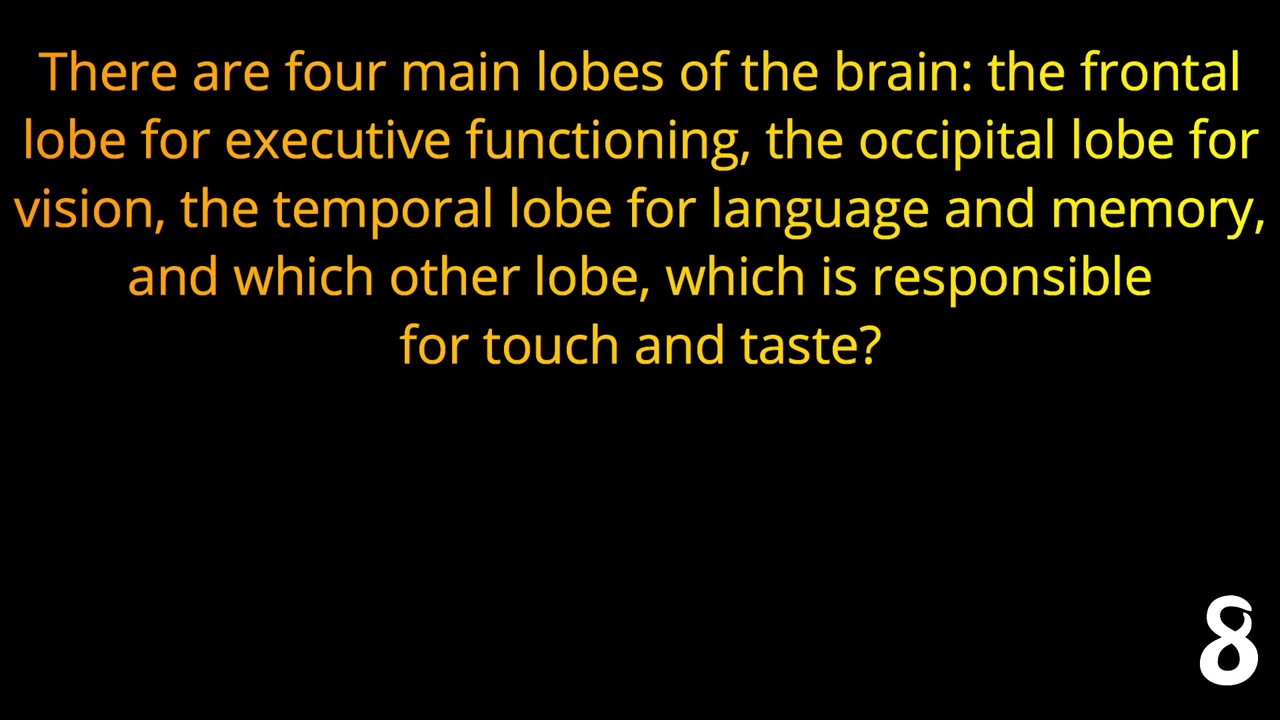 There are four main lobes of the brain: the frontal
lobe for executive functioning, the occipital lobe for
vision, the temporal lobe for language and memory,
and which other lobe, which is responsible
for touch and taste?
8